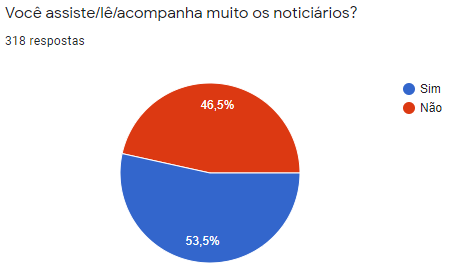 Você assiste/lê/acompanha muito os noticiários?
318 respostas
Sim
Não
46,5%
53,5%